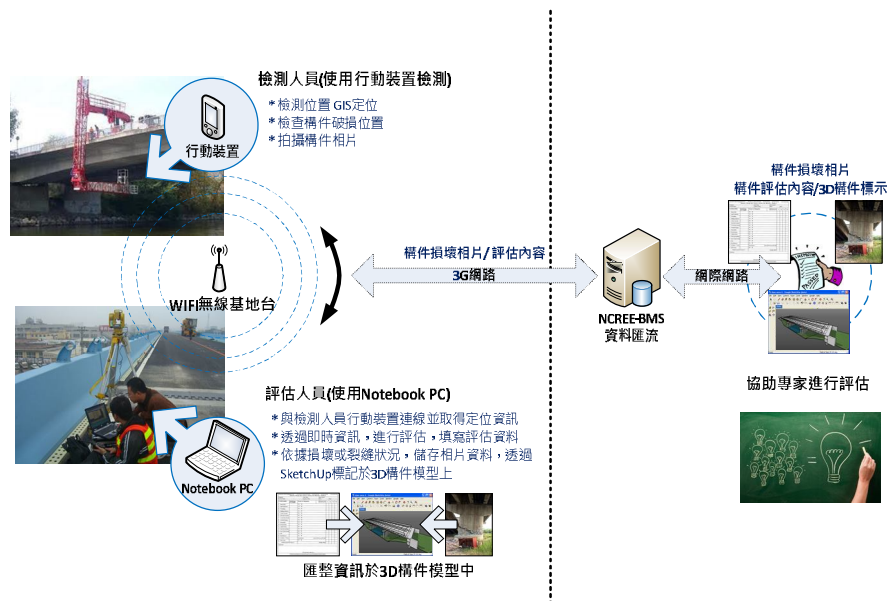 檢測人員(使用行動裝置檢測)
*檢測位置 GIS定位
*檢查構件破損位置
*拍攝構件相片
行動裝置
WIFI無線基地台
構件損壞相片/評估內容
3G網路
NCREE-BMS
資料匯流
網際網路
構件損壞相片
構件評估內容/3D構件標示
PAPER
協助專家進行評估
評估人員(使用Notebook PC)
*與檢測人員行動裝置連線並取得定位資訊
*透過即時資訊，進行評估，填寫評估資料
*依據損壞或裂縫狀況，儲存相片資料，透過
SketchUp標記於3D構件模型上
Notebook PC
匯整資訊於3D構件模型中